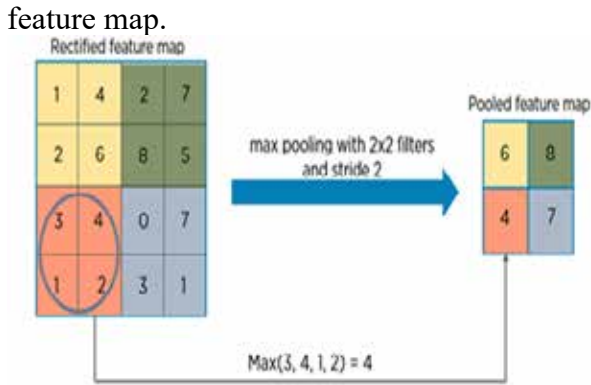 feature map.
Rectified feature map
1 4 2 7
2 6 8 5
3 4 0 7
1 2 3 1
max pooling with 2x2 filters
and stride 2
Pooled feature map
6 8
4 7
Max(3, 4, 1, 2) = 4